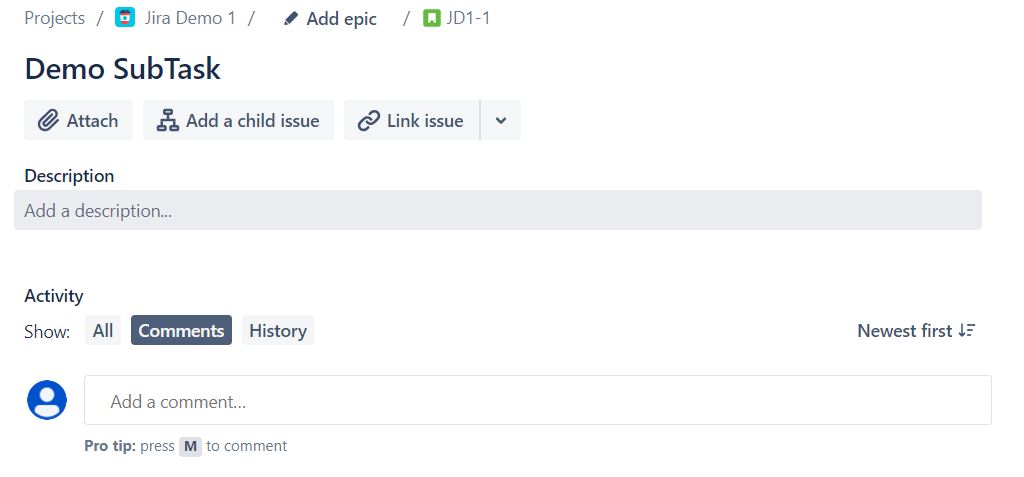 Projects / Jira Demo 1 / Add epic / JD1-1
Demo SubTask
Attach Add a child issue Link issue
Description
Add a description...
Activity
Show: All Comments History Newest first
Add a comment...
Pro tip: press M to comment